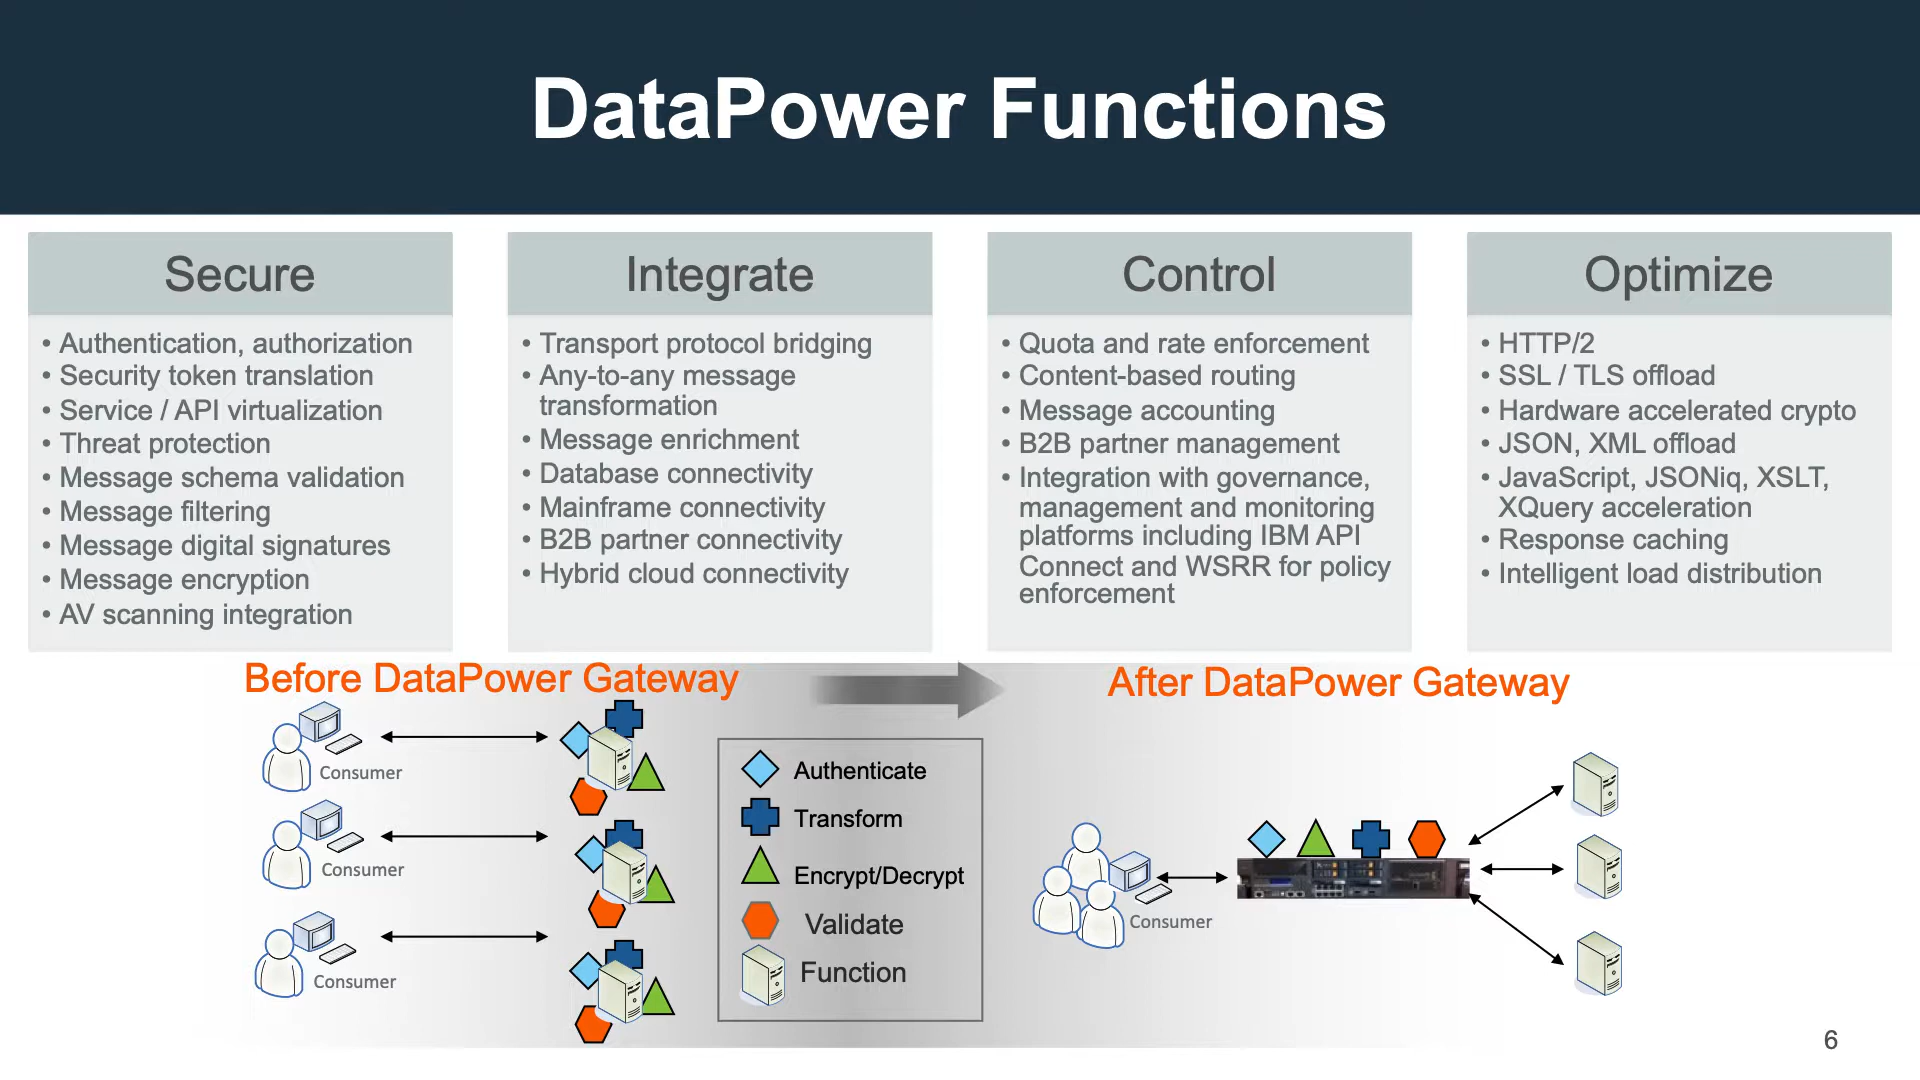 DataPower Functions
Secure
• Authentication, authorization
• Security token translation
• Service / API virtualization
• Threat protection
• Message schema validation
• Message filtering
• Message digital signatures
• Message encryption
• AV scanning integration
Integrate
• Transport protocol bridging
• Any-to-any message
transformation
• Message enrichment
• Database connectivity
• Mainframe connectivity
• B2B partner connectivity
• Hybrid cloud connectivity
Control
• Quota and rate enforcement
• Content-based routing
• Message accounting
• B2B partner management
• Integration with governance,
management and monitoring
platforms including IBM API
Connect and WSRR for policy
enforcement
Optimize
• HTTP/2
• SSL / TLS offload
• Hardware accelerated crypto
• JSON, XML offload
• JavaScript, JSONiq, XSLT,
XQuery acceleration
• Response caching
• Intelligent load distribution
Before DataPower Gateway
Consumer
Consumer
Consumer
Authenticate
Transform
Encrypt/Decrypt
Validate
Function
After DataPower Gateway
Consumer
6